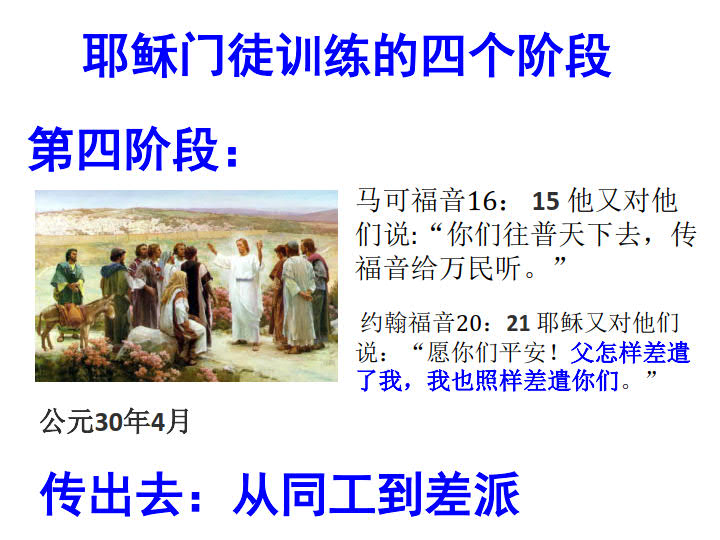 耶稣门徒训练的四个阶段
第四阶段：
马可福音16： 15 他又对他
们说:“你们往普天下去，传
福音给万民听。”
约翰福音20：21 耶稣又对他们
说：“愿你们平安！父怎样差遣
了我，我也照样差遣你们。”
公元30年4月
传出去：从同工到差派